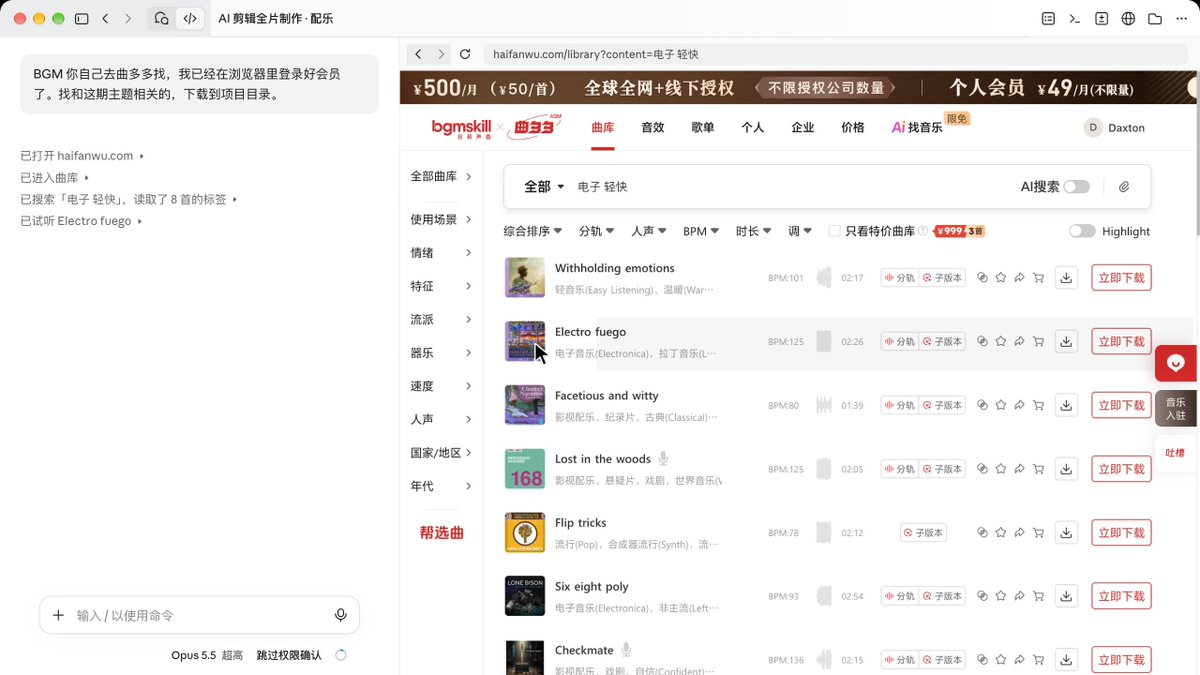 AI 剪辑全片制作 · 配乐
BGM 你自己去曲多多找，我已经在浏览器里登录好会员
了。找和这期主题相关的，下载到项目目录。
已打开 haifanwu.com
已进入曲库
已搜索「电子 轻快」，读取了 8 首的标签
已试听 Electro fuego
输入 / 以使用命令
Opus 5.5 超高 跳过权限确认
haifanwu.com/library?content=电子 轻快
¥500/月 （¥50/首） 全球全网+线下授权 不限授权公司数量 个人会员 ¥49/月(不限量)
bgmskill × 曲多多
曲库 音效 歌单 个人 企业 价格 Ai 找音乐 限免
D Daxton
全部曲库
使用场景
情绪
特征
流派
器乐
速度
人声
国家/地区
年代
帮选曲
全部 电子 轻快 AI搜索
综合排序 分轨 人声 BPM 时长 调 只看特价曲库 ¥999/3首 Highlight
Withholding emotions
轻音乐(Easy Listening)，温暖(War···
BPM:101 02:17 分轨 子版本 立即下载
Electro fuego
电子音乐(Electronica)，拉丁音乐(L···
BPM:125 02:26 分轨 子版本 立即下载
Facetious and witty
影视配乐，纪录片，古典(Classical)···
BPM:80 01:39 分轨 子版本 立即下载
168
Lost in the woods
影视配乐，悬疑片，戏剧，世界音乐(W
BPM:125 02:05 分轨 子版本 立即下载
Flip tricks
流行(Pop)，合成器流行(Synth)，流···
BPM:78 02:12 子版本 立即下载
LONE BISON
Six eight poly
电子音乐(Electronica)，非主流(Left···
BPM:93 02:54 分轨 子版本 立即下载
Checkmate
影视配乐，戏剧，自信(Confident)···
BPM:136 02:15 分轨 子版本 立即下载
音乐
入驻
吐槽